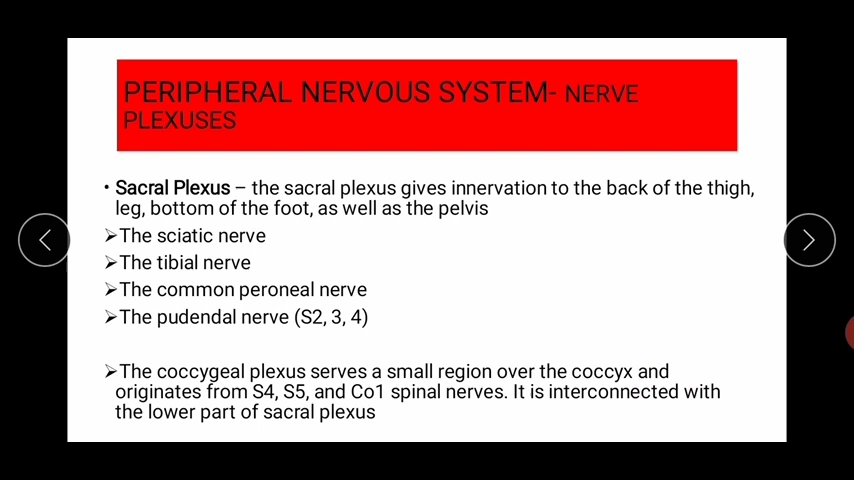 PERIPHERAL NERVOUS SYSTEM- NERVE
PLEXUSES
• Sacral Plexus – the sacral plexus gives innervation to the back of the thigh,
leg, bottom of the foot, as well as the pelvis
➢The sciatic nerve
➢The tibial nerve
➢The common peroneal nerve
➢The pudendal nerve (S2, 3, 4)
➢The coccygeal plexus serves a small region over the coccyx and
originates from S4, S5, and Co1 spinal nerves. It is interconnected with
the lower part of sacral plexus